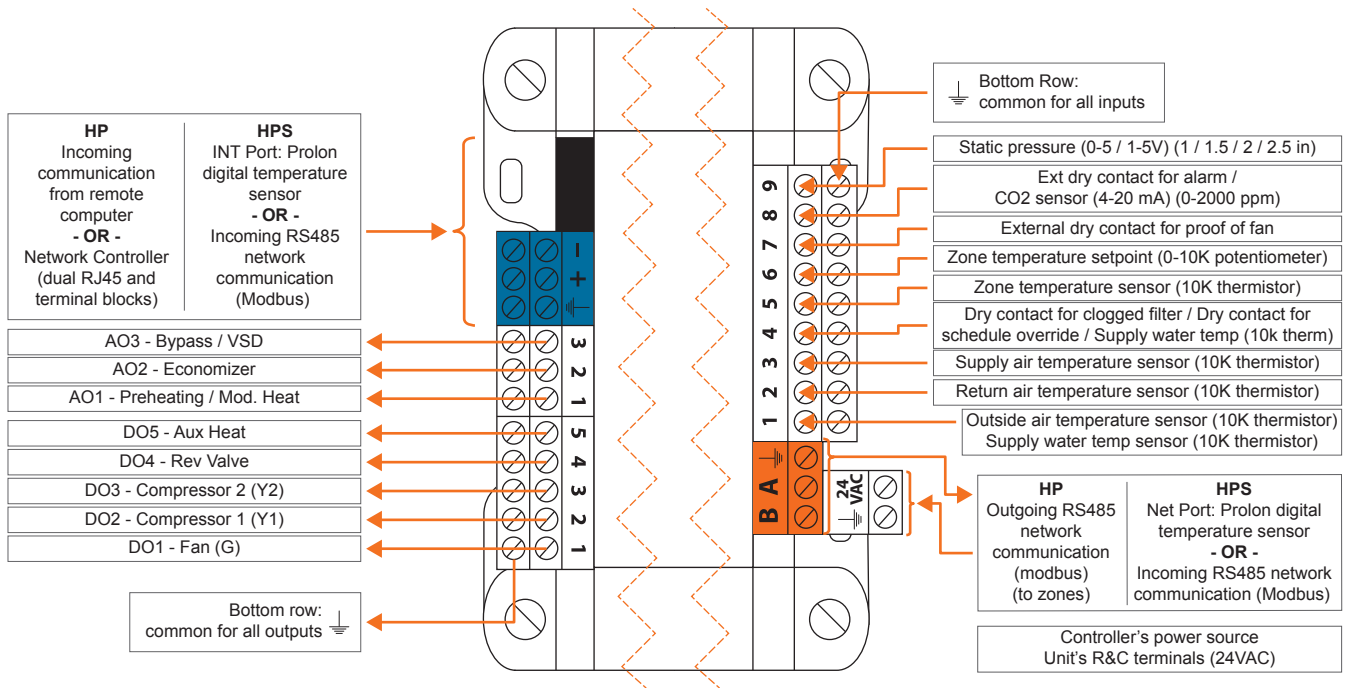 HP
Incoming
communication
from remote
computer
- OR -
Network Controller
(dual RJ45 and
terminal blocks)
HPS
INT Port: Prolon
digital temperature
sensor
- OR -
Incoming RS485
network
communication
(Modbus)
AO3 - Bypass / VSD
AO2 - Economizer
AO1 - Preheating / Mod. Heat
DO5 - Aux Heat
DO4 - Rev Valve
DO3 - Compressor 2 (Y2)
DO2 - Compressor 1 (Y1)
DO1 - Fan (G)
Bottom row:
common for all outputs
-
+
3
2
1
5
4
3
2
1
9
8
7
6
5
4
3
2
1
A
B
24
VAC
Bottom Row:
common for all inputs
Static pressure (0-5 / 1-5V) (1 / 1.5 / 2 / 2.5 in)
Ext dry contact for alarm /
CO2 sensor (4-20 mA) (0-2000 ppm)
External dry contact for proof of fan
Zone temperature setpoint (0-10K potentiometer)
Zone temperature sensor (10K thermistor)
Dry contact for clogged filter / Dry contact for
schedule override / Supply water temp (10k therm)
Supply air temperature sensor (10K thermistor)
Return air temperature sensor (10K thermistor)
Outside air temperature sensor (10K thermistor)
Supply water temp sensor (10K thermistor)
HP
Outgoing RS485
network
communication
(modbus)
(to zones)
HPS
Net Port: Prolon digital
temperature sensor
- OR -
Incoming RS485 network
communication (Modbus)
Controller's power source
Unit's R&C terminals (24VAC)